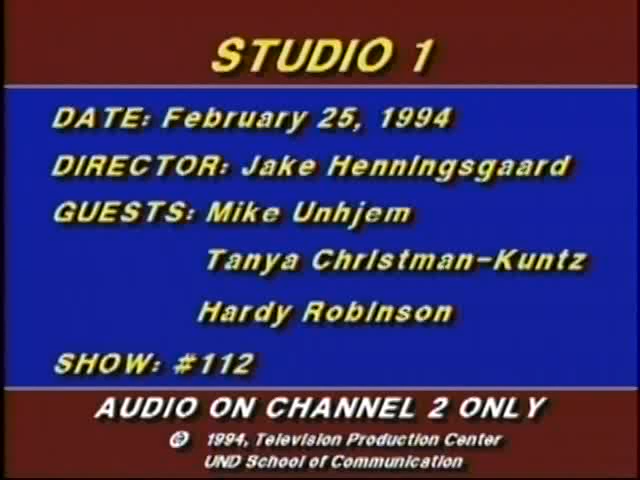 STUDIO 1
DATE: February 25, 1994
DIRECTOR: Jake Henningsgaard
GUESTS: Mike Unhjem
Tanya Christman-Kuntz
Hardy Robinson
SHOW: #112
AUDIO ON CHANNEL 2 ONLY
© 1994, Television Production Center
UND School of Communication